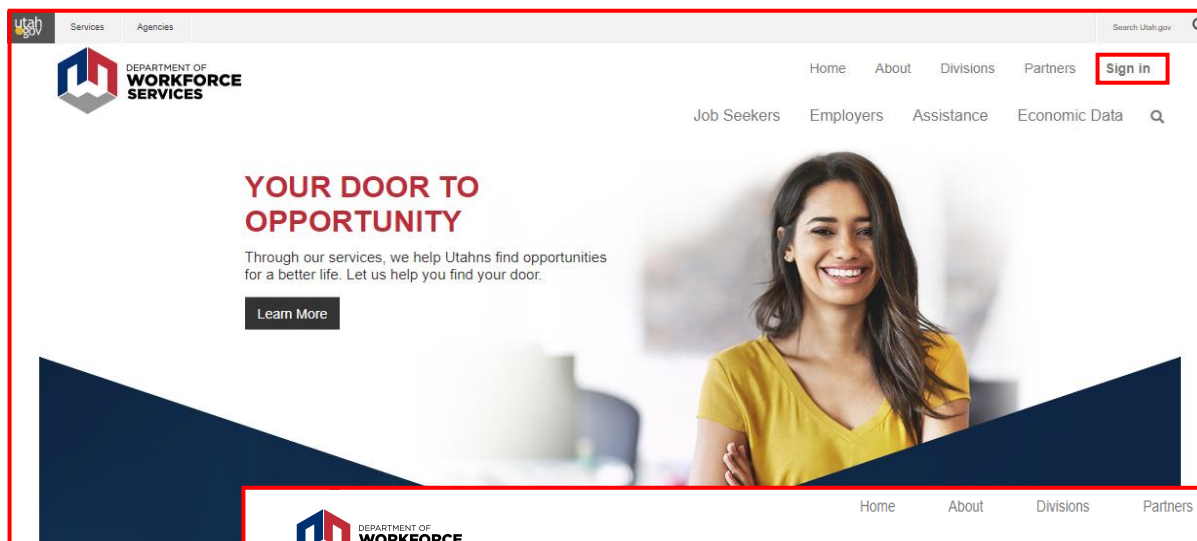 utah
gov
Services Agencies Search Utah.gov
DEPARTMENT OF
WORKFORCE
SERVICES
Home About Divisions Partners Sign in
Job Seekers Employers Assistance Economic Data
YOUR DOOR TO
OPPORTUNITY
Through our services, we help Utahns find opportunities
for a better life. Let us help you find your door.
Learn More
Home About Divisions Partners
DEPARTMENT OF
WORKFORCE